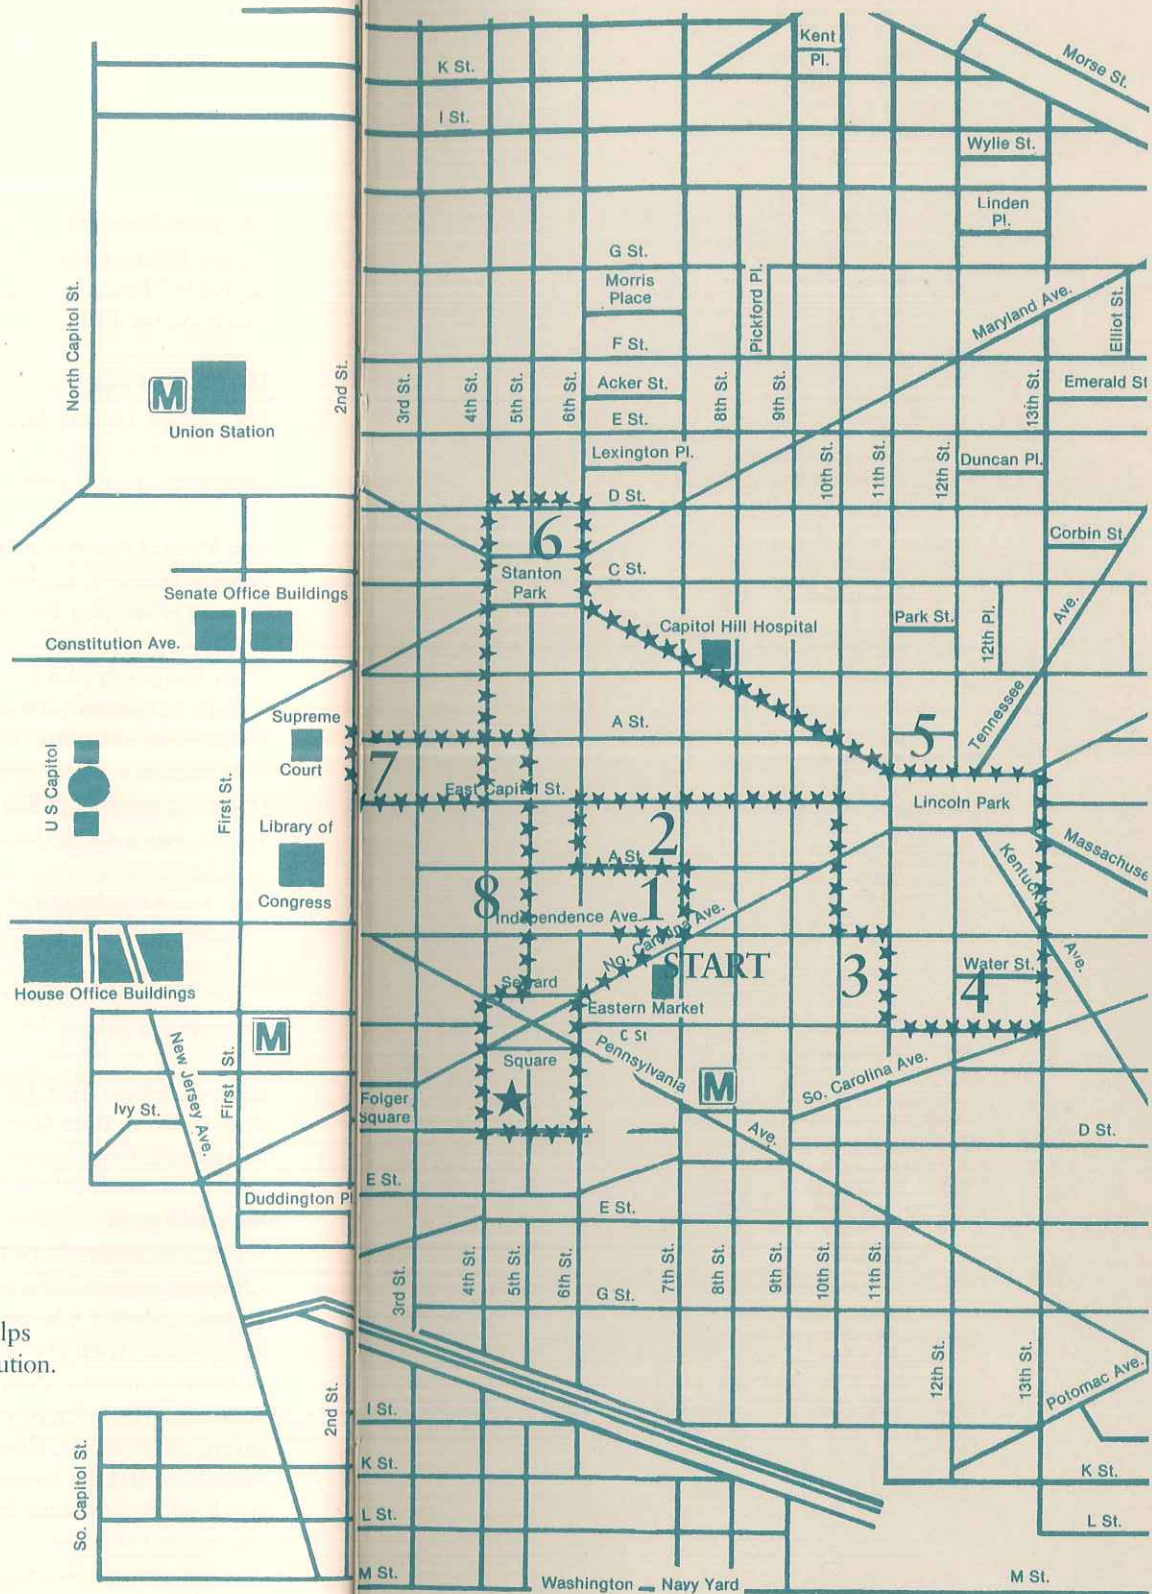 Kent
Pl.
Morse St.
K St.
I St.
Wylie St.
Linden
Pl.
G St.
Morris
Place
Pickford Pl.
Maryland Ave.
Elliot St.
North Capitol St.
F St.
M
Union Station
2nd St.
3rd St.
4th St.
5th St.
6th St.
Acker St.
8th St.
9th St.
13th St.
Emerald St
E St.
Lexington Pl.
10th St.
11th St.
12th St.
Duncan Pl.
D St.
6
Corbin St.
Stanton
Park
C St.
Senate Office Buildings
Park St.
12th Pl.
Ave.
Constitution Ave.
Capitol Hill Hospital
Tennessee
Supreme
Court
A St.
5
U S Capitol
First St.
7
East Capitol St.
Lincoln Park
Library of
Congress
2
A St.
Kentucky
Ave.
Massachuse
8
1
Independence Ave.
No. Carolina Ave.
START
3
Water St.
4
House Office Buildings
Seward
Square
Eastern Market
M
C St
Pennsylvania
Ave.
M
So. Carolina Ave.
New Jersey Ave.
First St.
Ivy St.
Folger
Square
D St.
E St.
Duddington Pl
E St.
3rd St.
4th St.
5th St.
6th St.
G St.
7th St.
8th St.
9th St.
10th St.
11th St.
lps
ution.
12th St.
13th St.
Potomac Ave.
2nd St.
I St.
So. Capitol St.
K St.
K St.
L St.
L St.
M St.
Washington Navy Yard
M St.